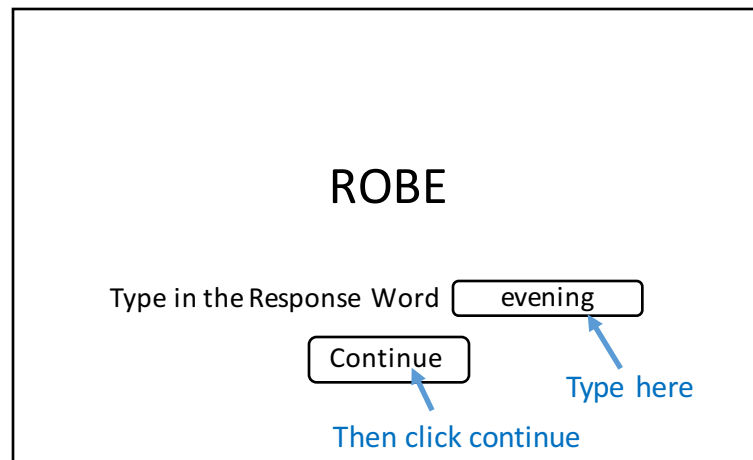 ROBE
Type in the Response Word evening
Continue
Type here
Then click continue